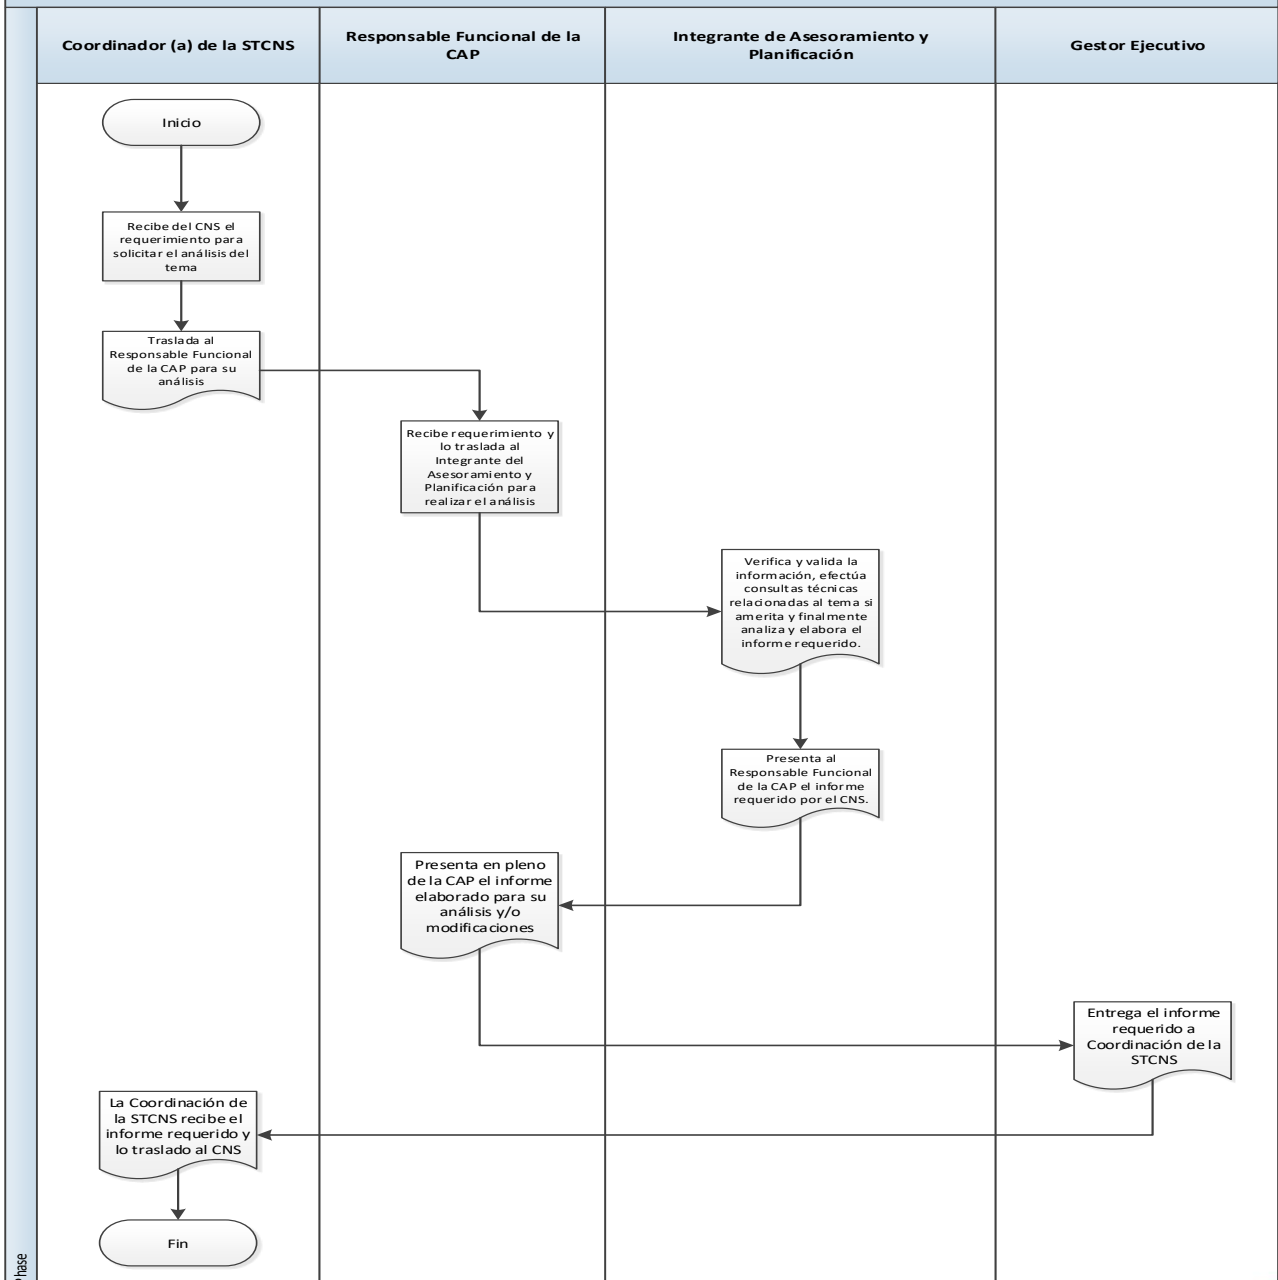 Coordinador (a) de la STCNS
Responsable Funcional de la
CAP
Integrante de Asesoramiento y
Planificación
Gestor Ejecutivo
Inicio
Recibe del CNS el
requerimiento para
solicitar el análisis del
tema
Traslada al
Responsable Funcional
de la CAP para su
análisis
Recibe requerimiento y
lo traslada al
Integrante del
Asesoramiento y
Planificación para
realizar el análisis
Verifica y valida la
información, efectúa
consultas técnicas
relacionadas al tema si
amerita y finalmente
analiza y elabora el
informe requerido.
Presenta al
Responsable Funcional
de la CAP el informe
requerido por el CNS.
Presenta en pleno
de la CAP el informe
elaborado para su
análisis y/o
modificaciones
Entrega el informe
requerido a
Coordinación de la
STCNS
La Coordinación de
la STCNS recibe el
informe requerido y
lo traslado al CNS
Fin